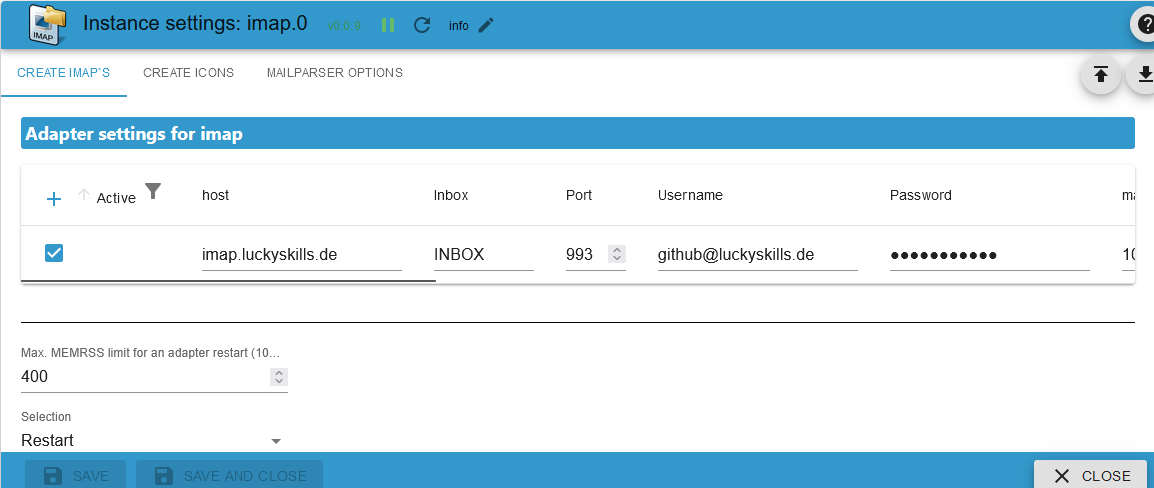 Instance settings: imap.0 v0.0.9 info
IMAP
CREATE IMAP`S CREATE ICONS MAILPARSER OPTIONS
Adapter settings for imap
Active host Inbox Port Username Password
imap.luckyskills.de INBOX 993 github@luckyskills.de ●●●●●●●●●●●
Max. MEMRSS limit for an adapter restart (10...
400
Selection
Restart
SAVE SAVE AND CLOSE CLOSE